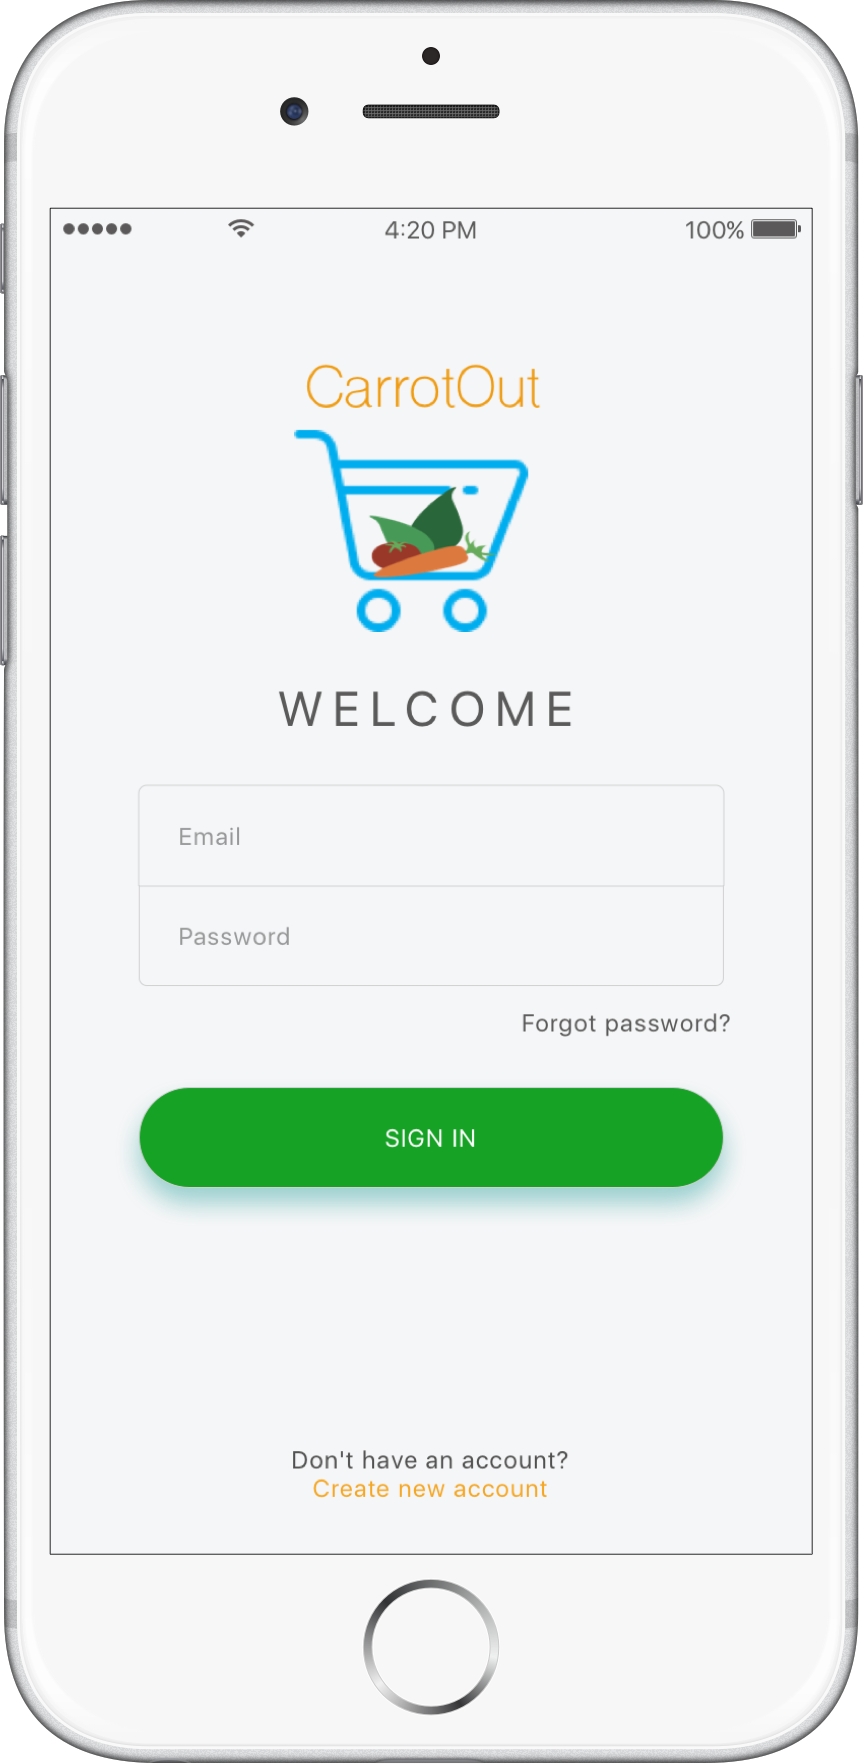 4:20 PM 100%
CarrotOut
WELCOME
Email
Password
Forgot password?
SIGN IN
Don't have an account?
Create new account